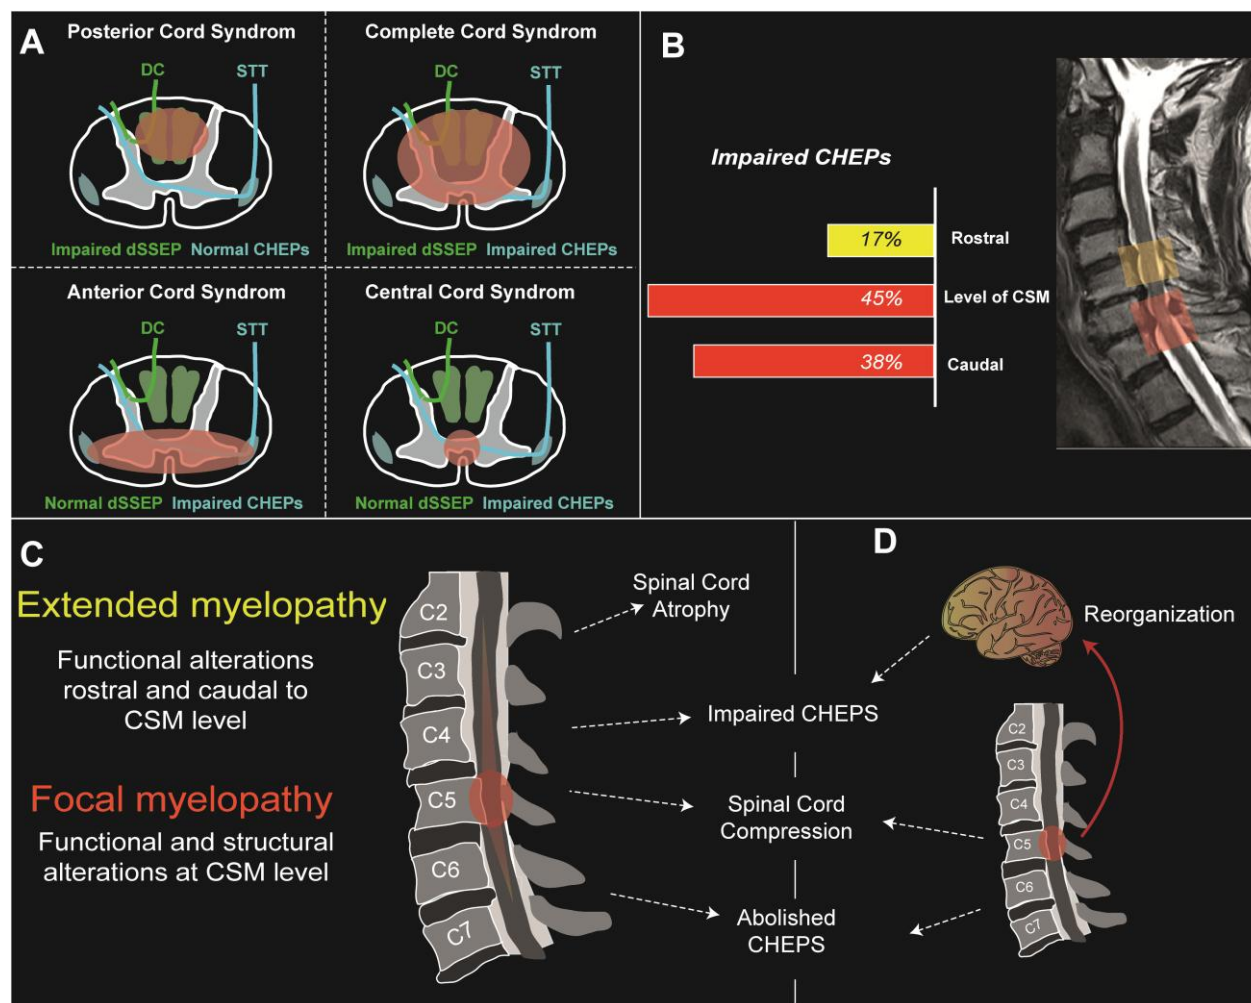 A
Posterior Cord Syndrom
DC
STT
Impaired dSSEP Normal CHEPs
Complete Cord Syndrom
DC
STT
Impaired dSSEP Impaired CHEPs
Anterior Cord Syndrom
DC
STT
Normal dSSEP Impaired CHEPs
Central Cord Syndrom
DC
STT
Normal dSSEP Impaired CHEPs
B
Impaired CHEPs
17%
Rostral
45%
Level of CSM
38%
Caudal
C
Extended myelopathy
Functional alterations
rostral and caudal to
CSM level
Focal myelopathy
Functional and structural
alterations at CSM level
C2
C3
C4
C5
C6
C7
Spinal Cord
Atrophy
Impaired CHEPS
Spinal Cord
Compression
Abolished
CHEPS
D
Reorganization
C2
C3
C4
C5
C6
C7